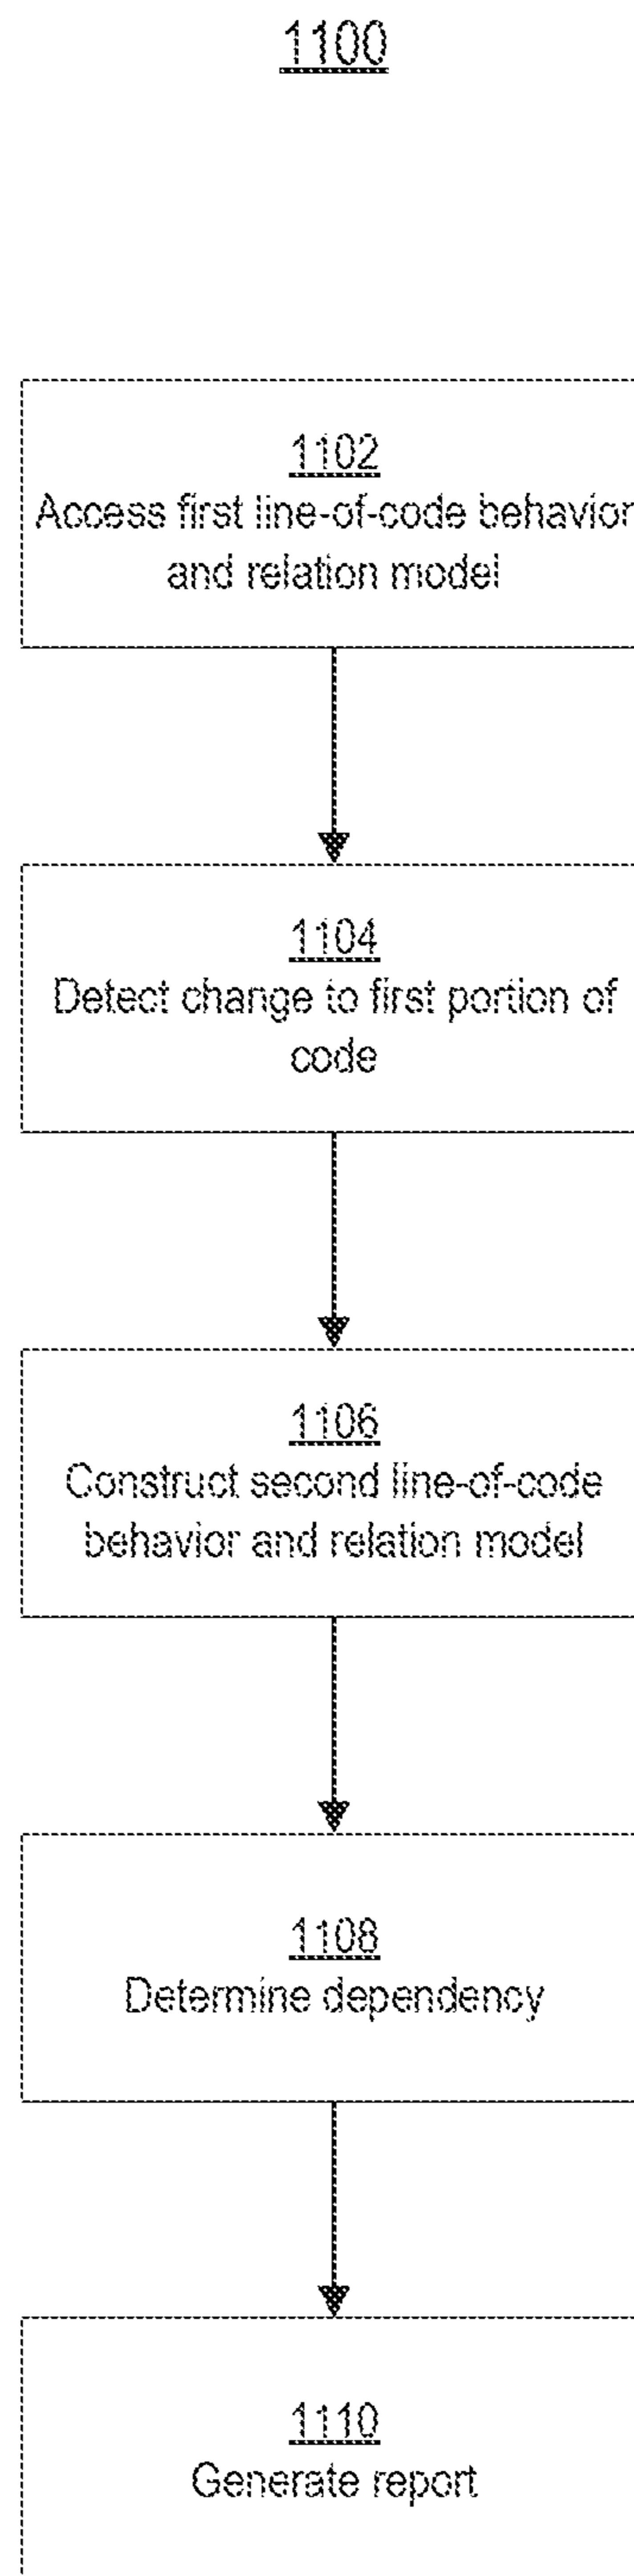 1100
1102
Access first line-of-code behavior
and relation model
1104
Detect change to first portion of
code
1106
Construct second line-of-code
behavior and relation model
1108
Determine dependency
1110
Generate report